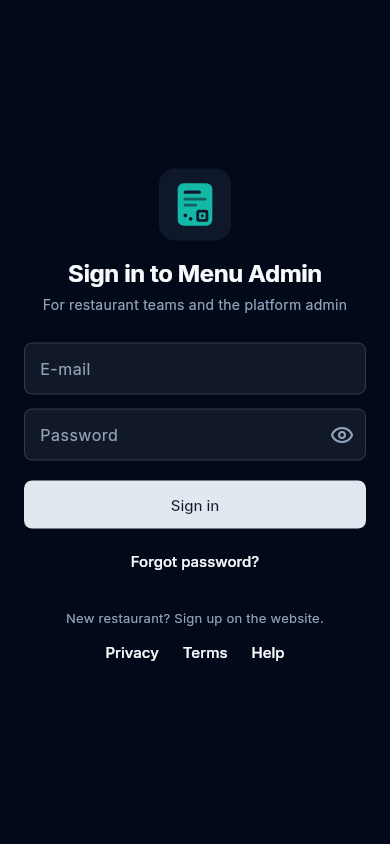 Sign in to Menu Admin
For restaurant teams and the platform admin
E-mail
Password
Sign in
Forgot password?
New restaurant? Sign up on the website.
Privacy Terms Help